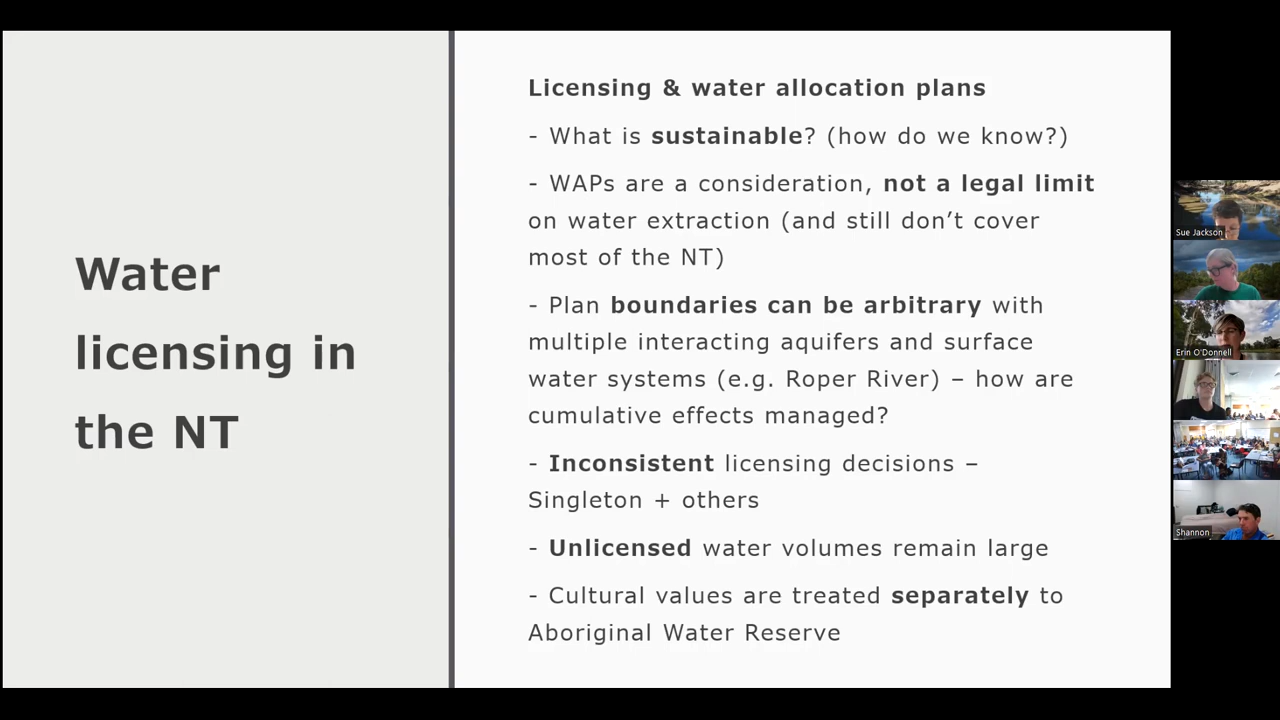 Water
licensing in
the NT
Licensing & water allocation plans
- What is sustainable? (how do we know?)
- WAPs are a consideration, not a legal limit
on water extraction (and still don’t cover
most of the NT)
- Plan boundaries can be arbitrary with
multiple interacting aquifers and surface
water systems (e.g. Roper River) – how are
cumulative effects managed?
- Inconsistent licensing decisions –
Singleton + others
- Unlicensed water volumes remain large
- Cultural values are treated separately to
Aboriginal Water Reserve
Sue Jackson
Erin O'Donnell
Shannon